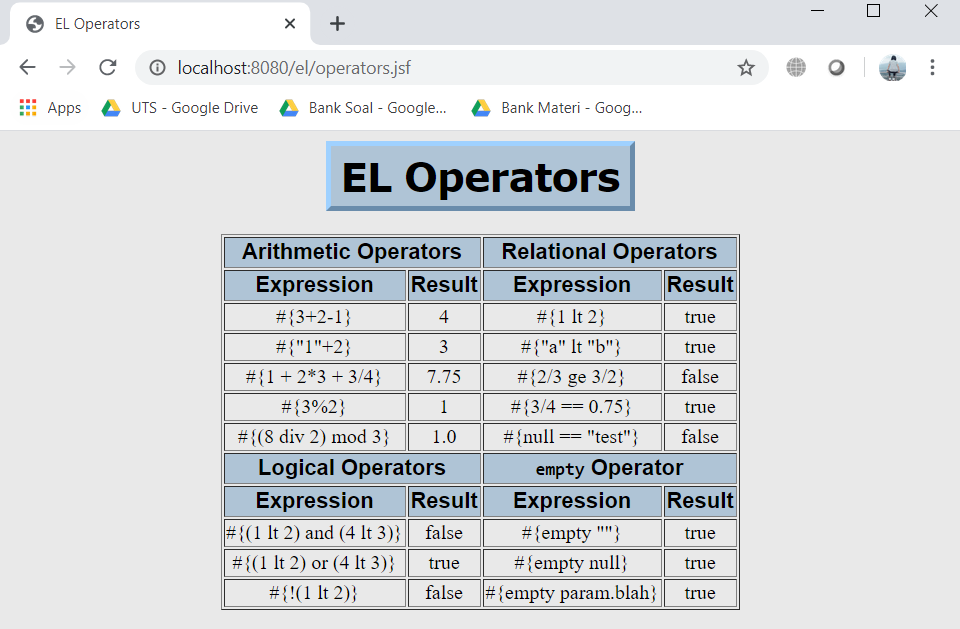 EL Operators
localhost:8080/el/operators.jsf
Apps UTS - Google Drive Bank Soal - Google... Bank Materi - Goog...
EL Operators
Arithmetic Operators Relational Operators
Expression Result Expression Result
#{3+2-1} 4 #{1 lt 2} true
#{"1"+2} 3 #{"a" lt "b"} true
#{1 + 2*3 + 3/4} 7.75 #{2/3 ge 3/2} false
#{3%2} 1 #{3/4 == 0.75} true
#{(8 div 2) mod 3} 1.0 #{null == "test"} false
Logical Operators empty Operator
Expression Result Expression Result
#{(1 lt 2) and (4 lt 3)} false #{empty ""} true
#{(1 lt 2) or (4 lt 3)} true #{empty null} true
#{!(1 lt 2)} false #{empty param.blah} true